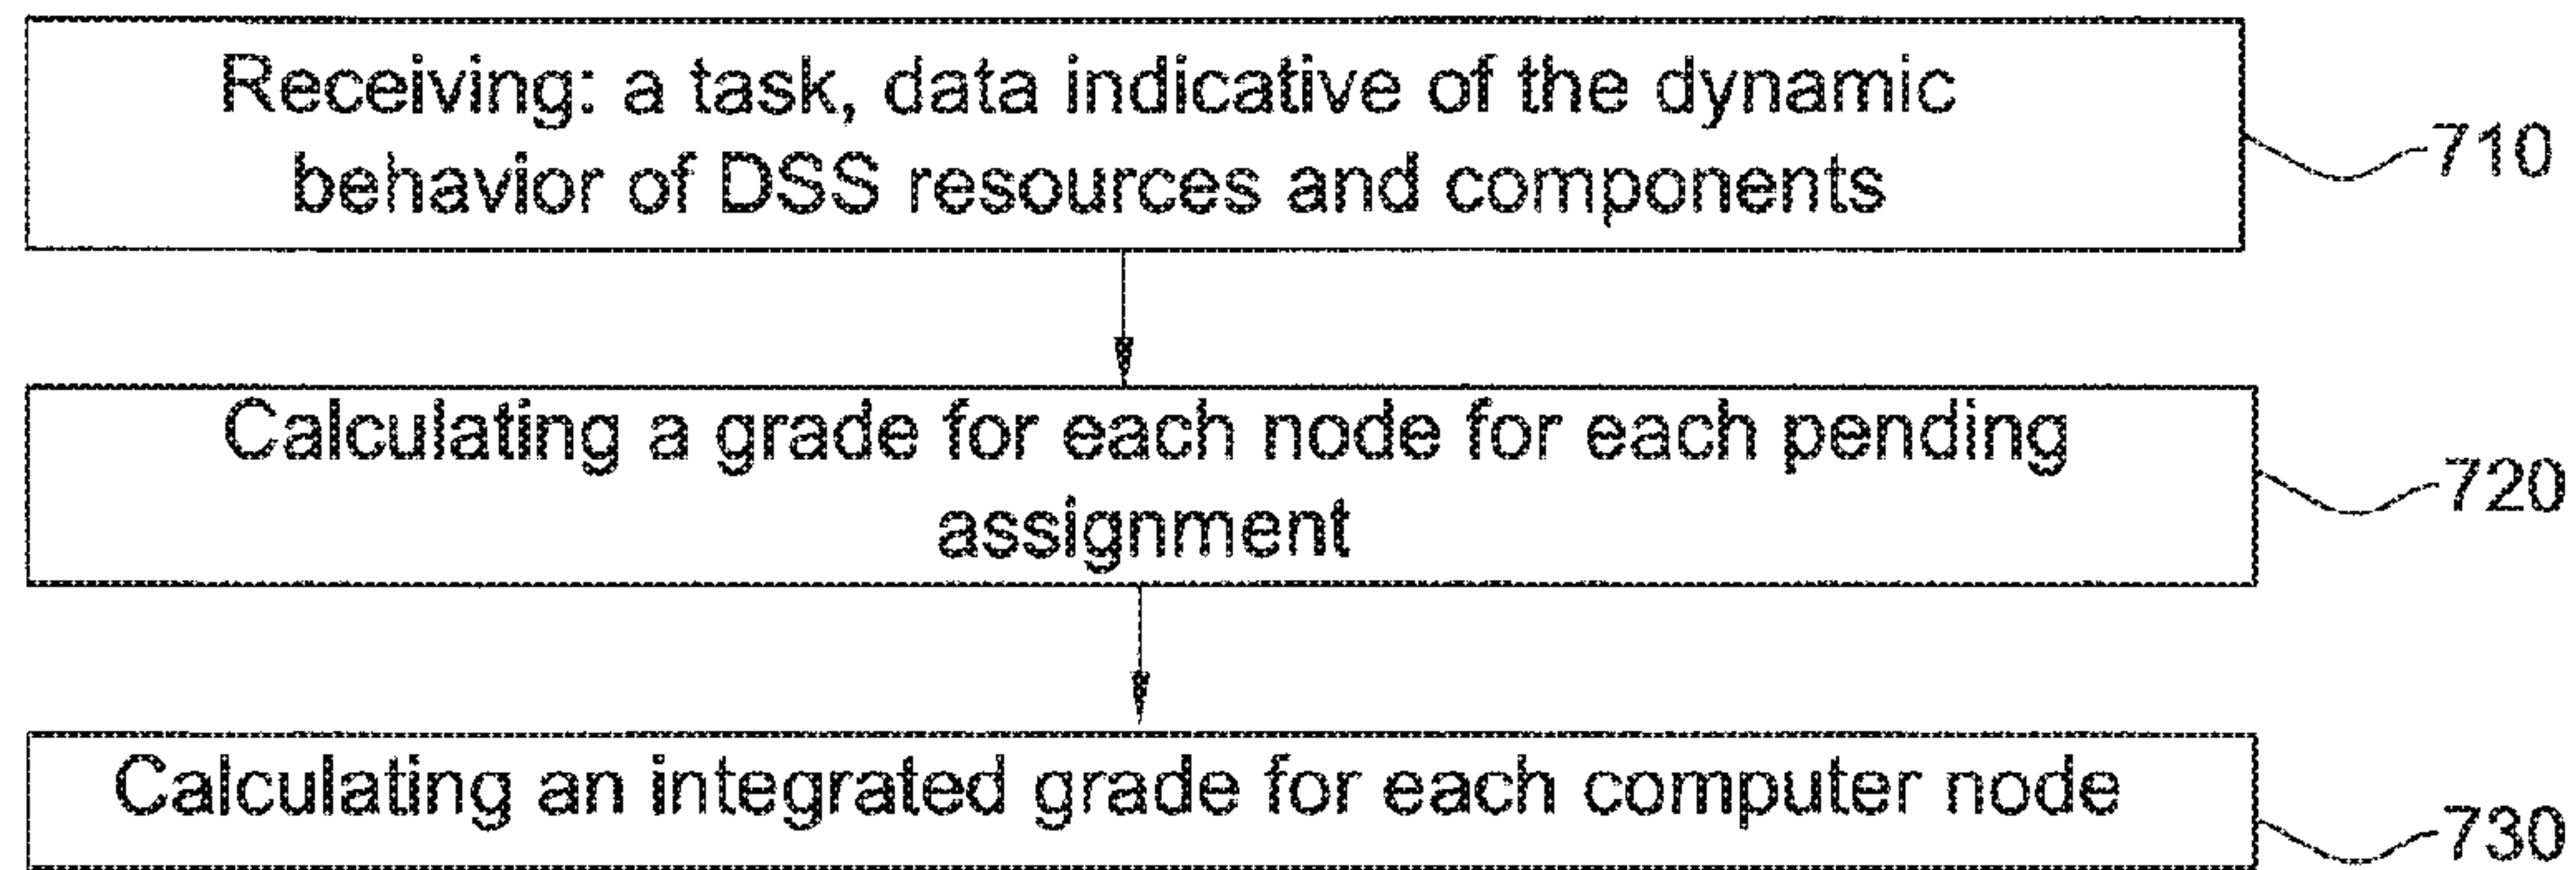 Receiving: a task, data indicative of the dynamic
behavior of DSS resources and components
710
Calculating a grade for each node for each pending
assignment
720
Calculating an integrated grade for each computer node
730